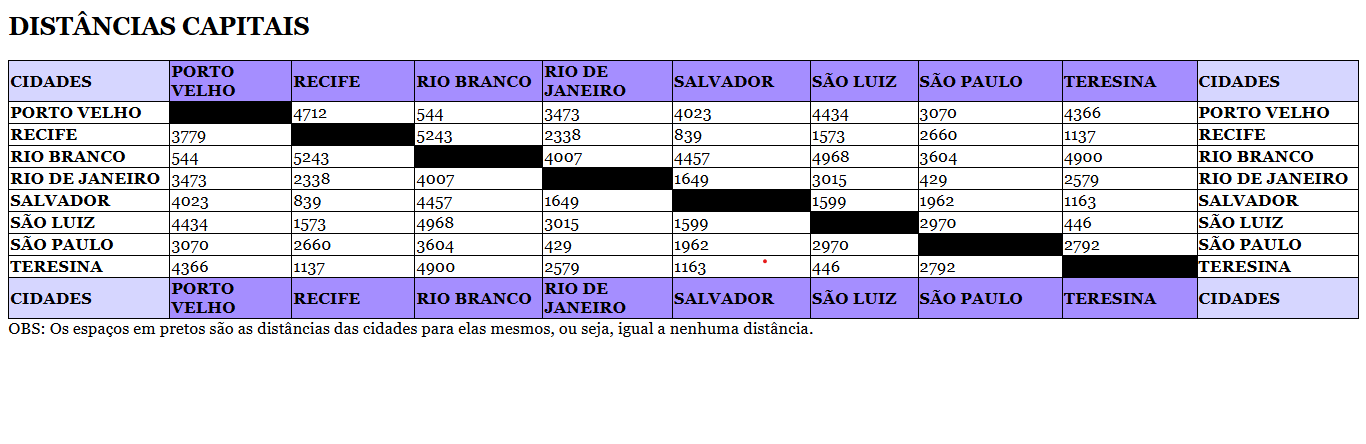 DISTÂNCIAS CAPITAIS
CIDADES PORTO VELHO RECIFE RIO BRANCO RIO DE JANEIRO SALVADOR SÃO LUIZ SÃO PAULO TERESINA CIDADES
PORTO VELHO 4712 544 3473 4023 4434 3070 4366 PORTO VELHO
RECIFE 3779 5243 2338 839 1573 2660 1137 RECIFE
RIO BRANCO 544 5243 4007 4457 4968 3604 4900 RIO BRANCO
RIO DE JANEIRO 3473 2338 4007 1649 3015 429 2579 RIO DE JANEIRO
SALVADOR 4023 839 4457 1649 1599 1962 1163 SALVADOR
SÃO LUIZ 4434 1573 4968 3015 1599 2970 446 SÃO LUIZ
SÃO PAULO 3070 2660 3604 429 1962 2970 2792 SÃO PAULO
TERESINA 4366 1137 4900 2579 1163 446 2792 TERESINA
CIDADES PORTO VELHO RECIFE RIO BRANCO RIO DE JANEIRO SALVADOR SÃO LUIZ SÃO PAULO TERESINA CIDADES
OBS: Os espaços em pretos são as distâncias das cidades para elas mesmos, ou seja, igual a nenhuma distância.